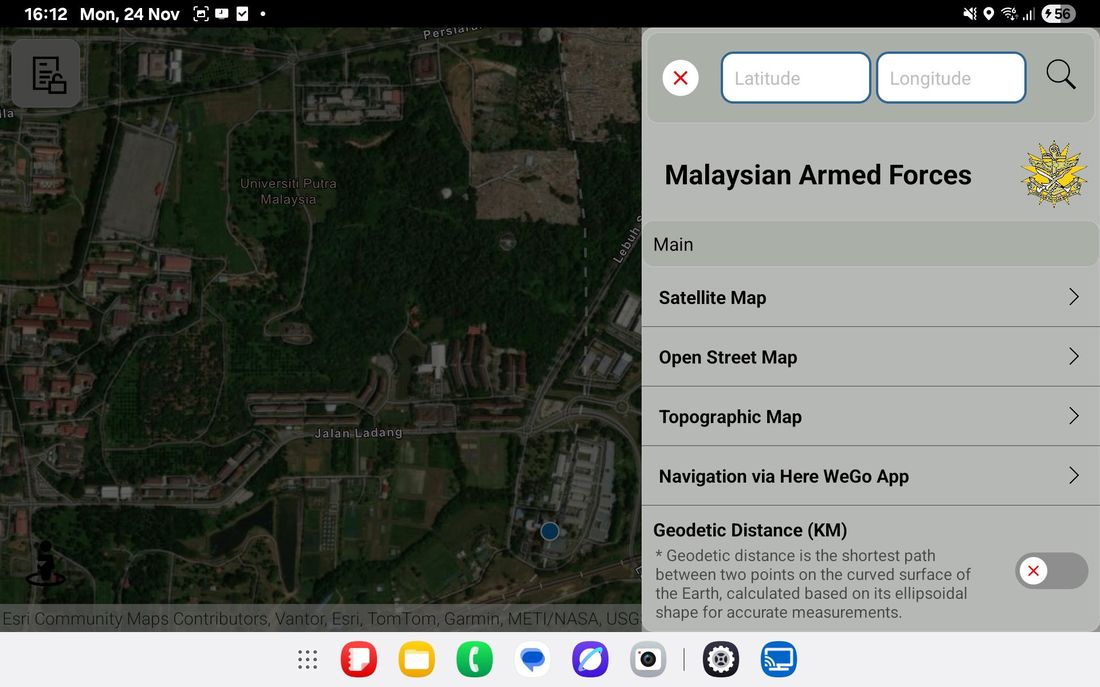 16:12 Mon, 24 Nov
56
Persiaran
la
Universiti Putra
Malaysia
Lebuh S
Jalan Ladang
Esri Community Maps Contributors, Vantor, Esri, TomTom, Garmin, METI/NASA, USG
Latitude
Longitude
Malaysian Armed Forces
Main
Satellite Map
Open Street Map
Topographic Map
Navigation via Here WeGo App
Geodetic Distance (KM)
* Geodetic distance is the shortest path
between two points on the curved surface of
the Earth, calculated based on its ellipsoidal
shape for accurate measurements.